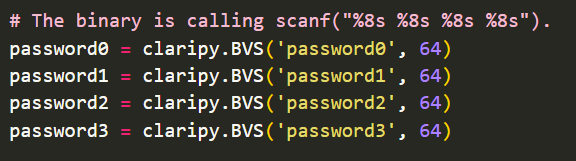 # The binary is calling scanf("%8s %8s %8s %8s").
password0 = claripy.BVS('password0', 64)
password1 = claripy.BVS('password1', 64)
password2 = claripy.BVS('password2', 64)
password3 = claripy.BVS('password3', 64)